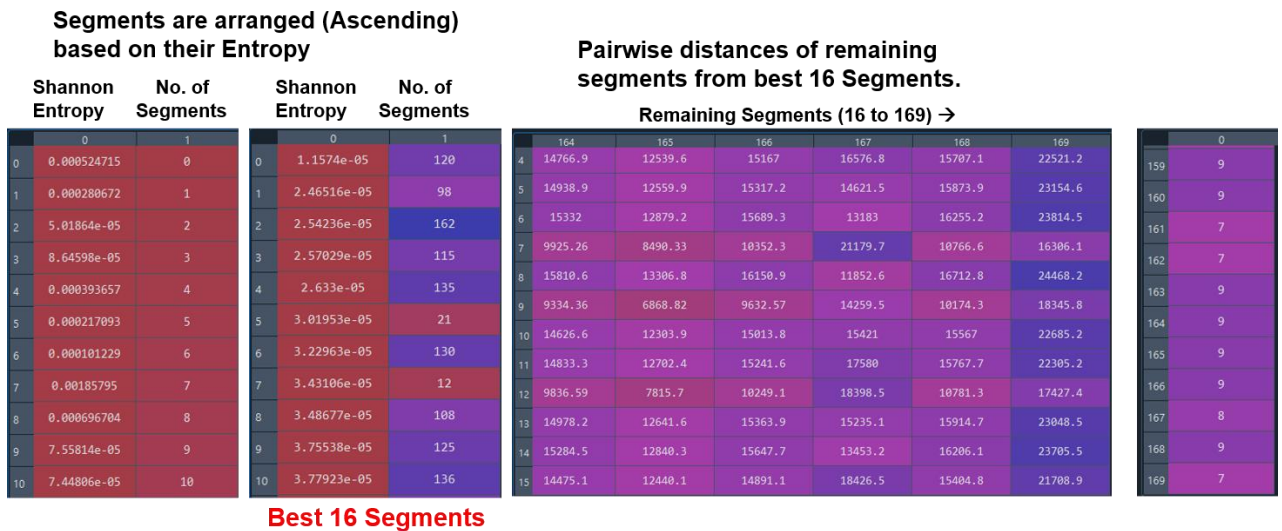 Segments are arranged (Ascending)
based on their Entropy
Shannon No. of
Entropy Segments
Shannon No. of
Entropy Segments
Pairwise distances of remaining
segments from best 16 Segments.
Remaining Segments (16 to 169) →
0 1
0 0.000524715 0
1 0.000280672 1
2 5.01864e-05 2
3 8.64598e-05 3
4 0.000393657 4
5 0.000217093 5
6 0.000101229 6
7 0.00185795 7
8 0.000696704 8
9 7.55814e-05 9
10 7.44806e-05 10
0 1
0 1.1574e-05 120
1 2.46516e-05 98
2 2.54236e-05 162
3 2.57029e-05 115
4 2.633e-05 135
5 3.01953e-05 21
6 3.22963e-05 130
7 3.43106e-05 12
8 3.48677e-05 108
9 3.75538e-05 125
10 3.77923e-05 136
Best 16 Segments
164 165 166 167 168 169
4 14766.9 12539.6 15167 16576.8 15707.1 22521.2
5 14938.9 12559.9 15317.2 14621.5 15873.9 23154.6
6 15332 12879.2 15689.3 13183 16255.2 23814.5
7 9925.26 8490.33 10352.3 21179.7 10766.6 16306.1
8 15810.6 13306.8 16150.9 11852.6 16712.8 24468.2
9 9334.36 6868.82 9632.57 14259.5 10174.3 18345.8
10 14626.6 12303.9 15013.8 15421 15567 22685.2
11 14833.3 12702.4 15241.6 17580 15767.7 22305.2
12 9836.59 7815.7 10249.1 18398.5 10781.3 17427.4
13 14978.2 12641.6 15363.9 15235.1 15914.7 23048.5
14 15284.5 12840.3 15647.7 13453.2 16206.1 23705.5
15 14475.1 12440.1 14891.1 18426.5 15404.8 21708.9
0
159 9
160 9
161 7
162 7
163 9
164 9
165 9
166 9
167 8
168 9
169 7